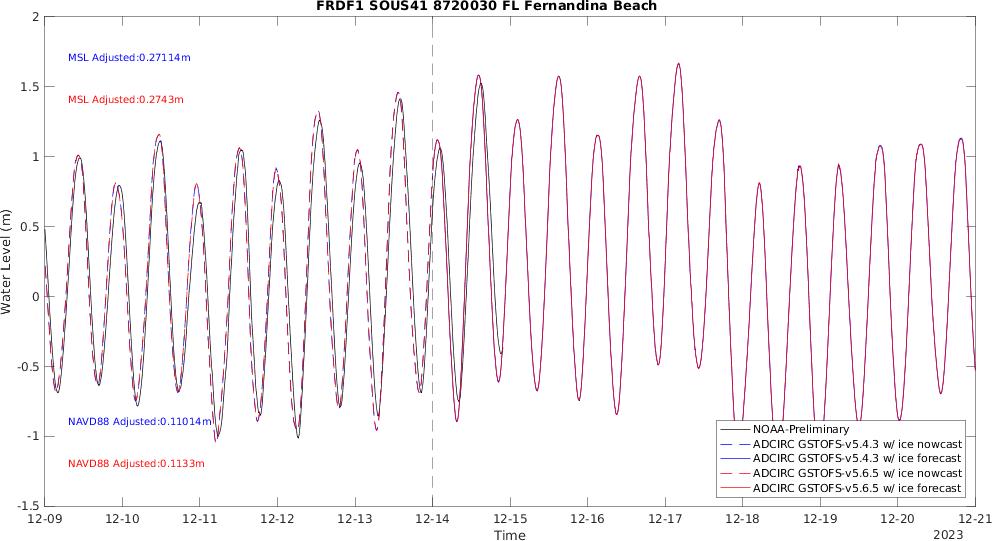 FRDF1 SOUS41 8720030 FL Fernandina Beach
2
1.5
1
0.5
0
-0.5
-1
-1.5
Water Level (m)
MSL Adjusted:0.27114m
MSL Adjusted:0.2743m
NAVD88 Adjusted:0.11014m
NAVD88 Adjusted:0.1133m
NOAA-Preliminary
ADCIRC GSTOFS-v5.4.3 w/ ice nowcast
ADCIRC GSTOFS-v5.4.3 w/ ice forecast
ADCIRC GSTOFS-v5.6.5 w/ ice nowcast
ADCIRC GSTOFS-v5.6.5 w/ ice forecast
12-09 12-10 12-11 12-12 12-13 12-14 12-15 12-16 12-17 12-18 12-19 12-20 12-21
Time
2023